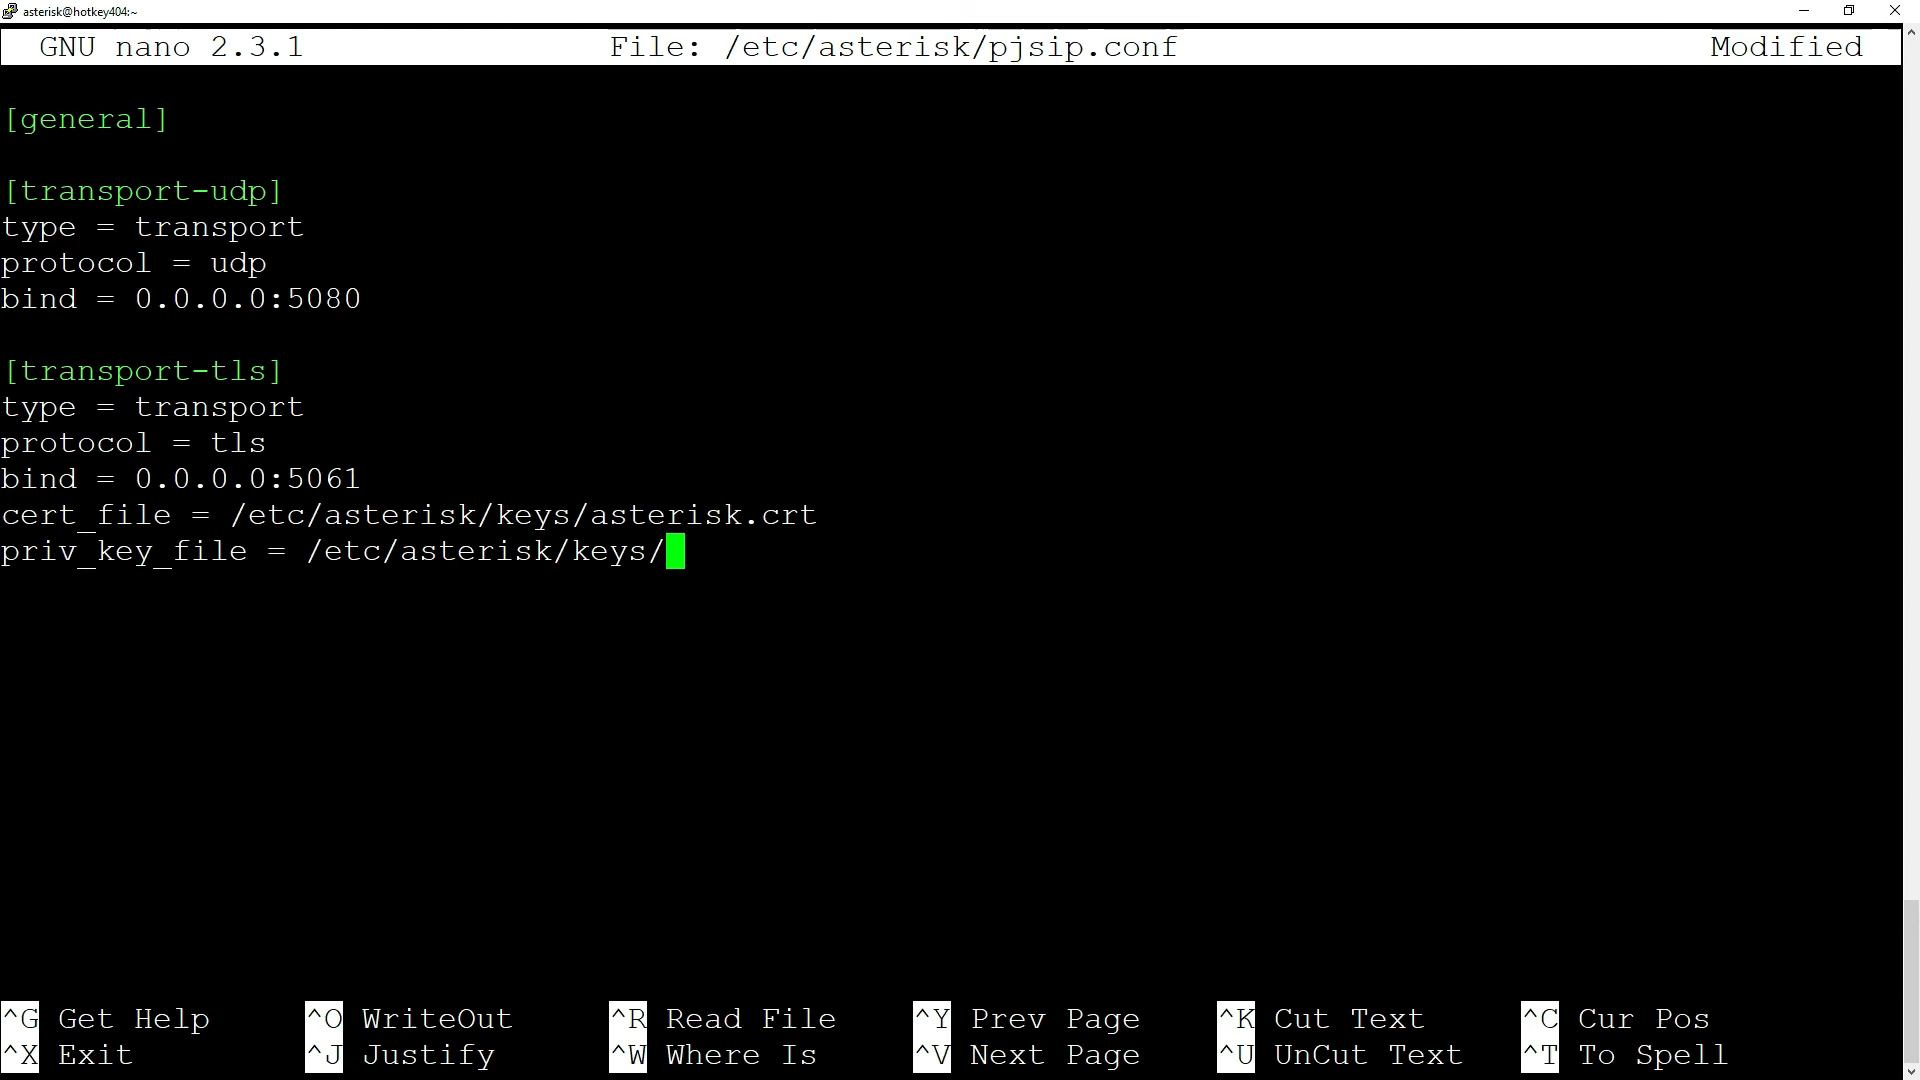 asterisk@hotkey404:~
GNU nano 2.3.1 File: /etc/asterisk/pjsip.conf Modified
[general]
[transport-udp]
type = transport
protocol = udp
bind = 0.0.0.0:5080
[transport-tls]
type = transport
protocol = tls
bind = 0.0.0.0:5061
cert_file = /etc/asterisk/keys/asterisk.crt
priv_key_file = /etc/asterisk/keys/
^G Get Help ^O WriteOut ^R Read File ^Y Prev Page ^K Cut Text ^C Cur Pos
^X Exit ^J Justify ^W Where Is ^V Next Page ^U UnCut Text ^T To Spell